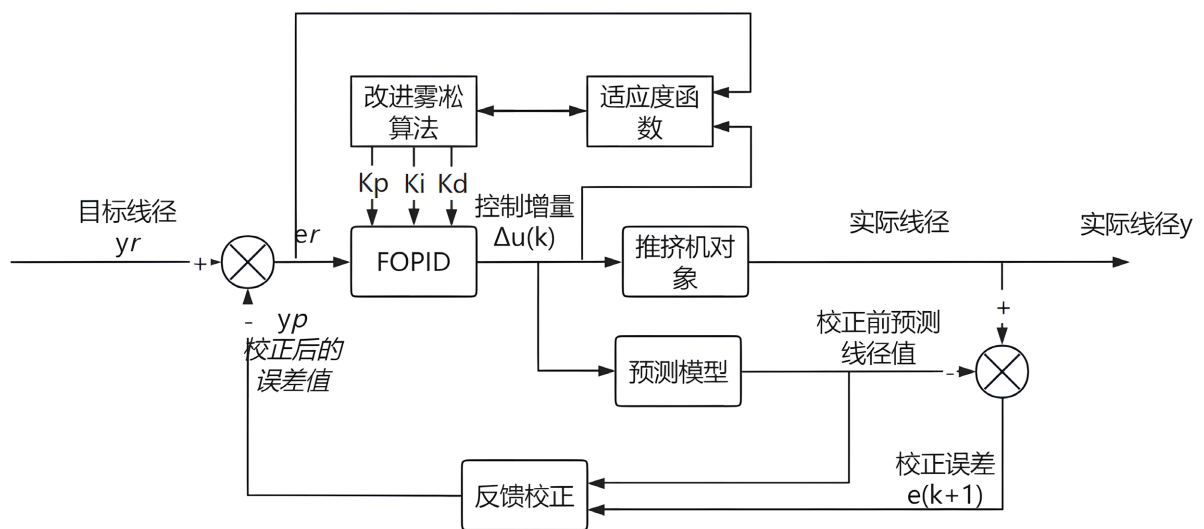 改进雾凇
算法
适应度函
数
Kp Ki Kd
目标线径
yr
+
er
FOPID
控制增量
Δu(k)
推挤机对
象
实际线径
实际线径y
-
yp
校正后的
误差值
预测模型
校正前预测
线径值
+
-
反馈校正
校正误差
e(k+1)